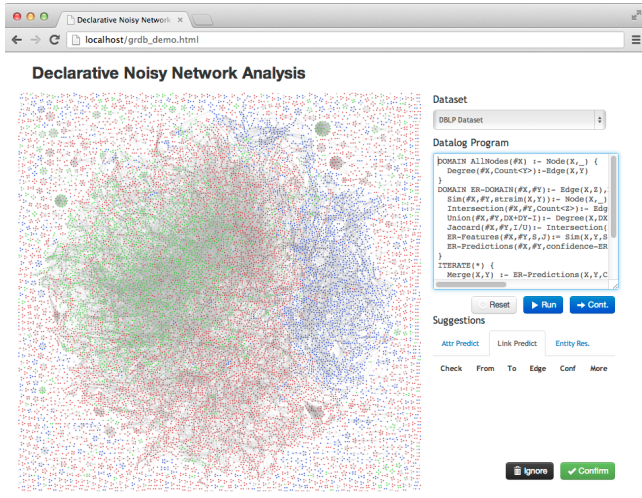 Declarative Noisy Network
localhost/grdb_demo.html
Declarative Noisy Network Analysis
Dataset
DBLP Dataset
Datalog Program
DOMAIN AllNodes(#X) :- Node(X,_) {
Degree(#X,Count<Y>):-Edge(X,Y)
}
DOMAIN ER-DOMAIN(#X,#Y):- Edge(X,Z),
Sim(#X,#Y,strsim(X,Y)):- Node(X,_)
Intersection(#X,#Y,Count<Z>):- Edg
Union(#X,#Y,DX+DY-I):- Degree(X,DX
Jaccard(#X,#Y,I/U):- Intersection(
ER-Features(#X,#Y,S,J):= Sim(X,Y,S
ER-Predictions(#X,#Y,confidence-ER
}
ITERATE(*) {
Merge(X,Y) :- ER-Predictions(X,Y,C
Reset Run Cont.
Suggestions
Attr Predict Link Predict Entity Res.
Check From To Edge Conf More
Ignore Confirm